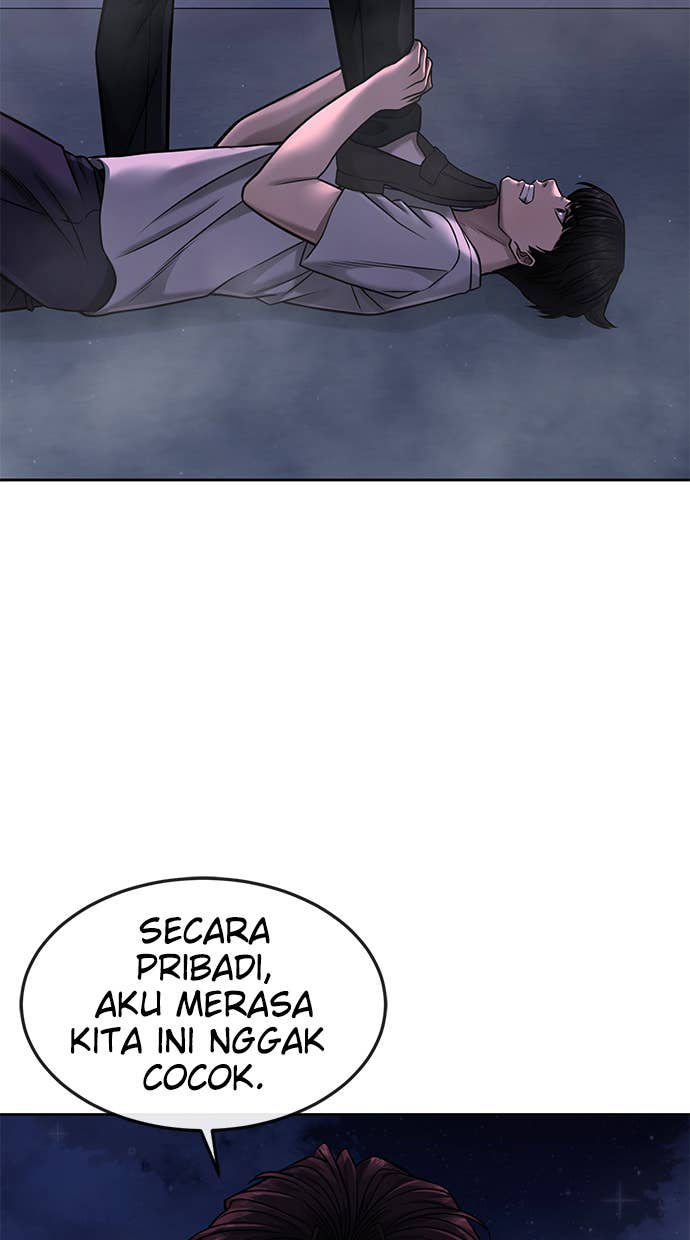 SECARA
PRIBADI,
AKU MERASA
KITA INI NGGAK
COCOK.